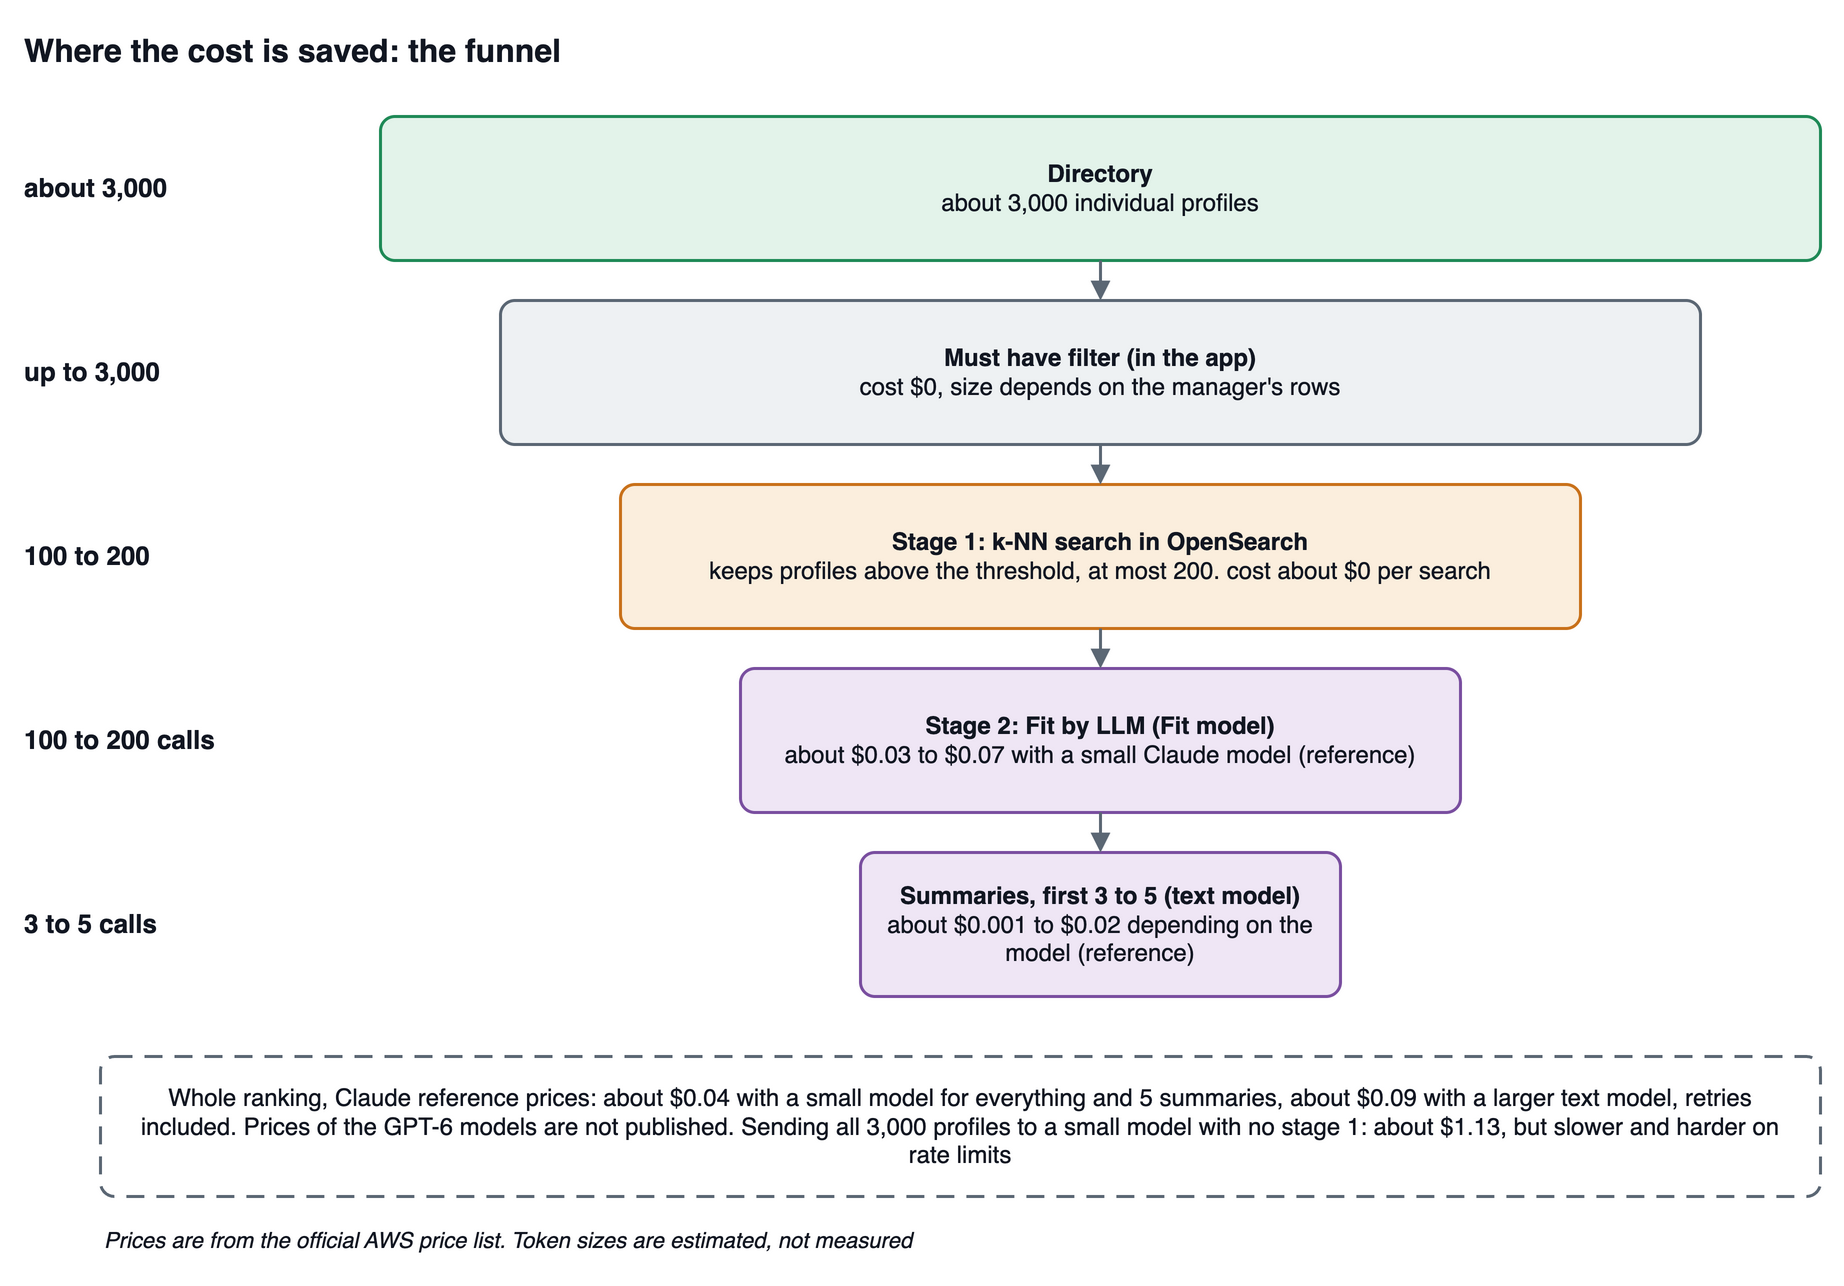 Where the cost is saved: the funnel
about 3,000
Directory
about 3,000 individual profiles
up to 3,000
Must have filter (in the app)
cost $0, size depends on the manager's rows
100 to 200
Stage 1: k-NN search in OpenSearch
keeps profiles above the threshold, at most 200. cost about $0 per search
100 to 200 calls
Stage 2: Fit by LLM (Fit model)
about $0.03 to $0.07 with a small Claude model (reference)
3 to 5 calls
Summaries, first 3 to 5 (text model)
about $0.001 to $0.02 depending on the
model (reference)
Whole ranking, Claude reference prices: about $0.04 with a small model for everything and 5 summaries, about $0.09 with a larger text model, retries
included. Prices of the GPT-6 models are not published. Sending all 3,000 profiles to a small model with no stage 1: about $1.13, but slower and harder on
rate limits
Prices are from the official AWS price list. Token sizes are estimated, not measured